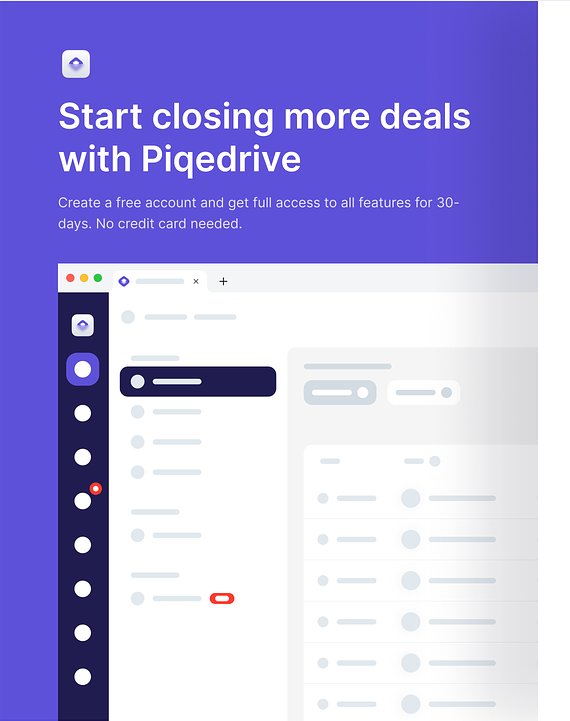 Start closing more deals
with Piqedrive
Create a free account and get full access to all features for 30-
days. No credit card needed.